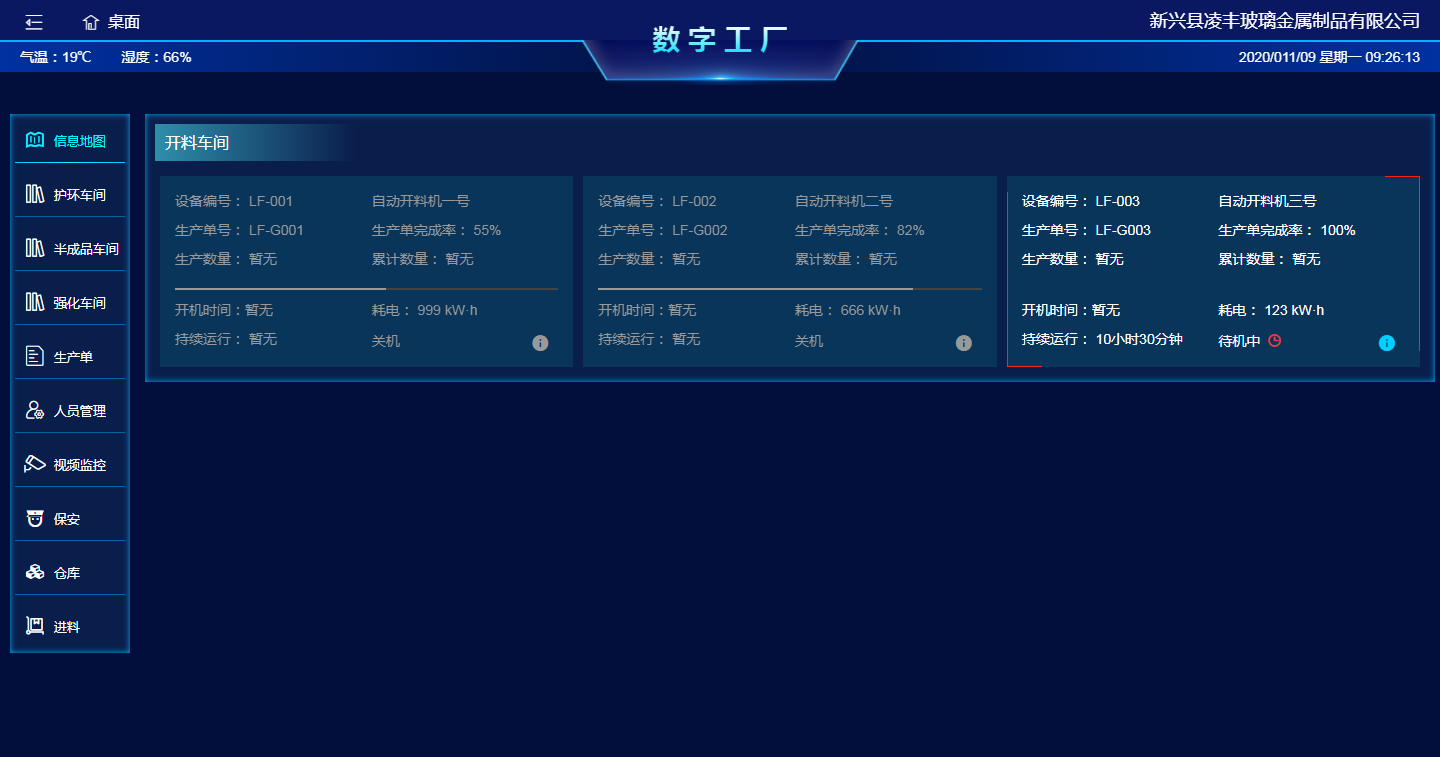 桌面
数字工厂
新兴县凌丰玻璃金属制品有限公司
气温：19℃ 湿度：66%
2020/011/09 星期一 09:26:13
信息地图
护环车间
半成品车间
强化车间
生产单
人员管理
视频监控
保安
仓库
进料
开料车间
设备编号： LF-001 自动开料机一号
生产单号： LF-G001 生产单完成率： 55%
生产数量： 暂无 累计数量： 暂无
开机时间：暂无 耗电： 999 kW·h
持续运行： 暂无 关机
设备编号： LF-002 自动开料机二号
生产单号： LF-G002 生产单完成率： 82%
生产数量： 暂无 累计数量： 暂无
开机时间：暂无 耗电： 666 kW·h
持续运行： 暂无 关机
设备编号： LF-003 自动开料机三号
生产单号： LF-G003 生产单完成率： 100%
生产数量： 暂无 累计数量： 暂无
开机时间：暂无 耗电： 123 kW·h
持续运行： 10小时30分钟 待机中